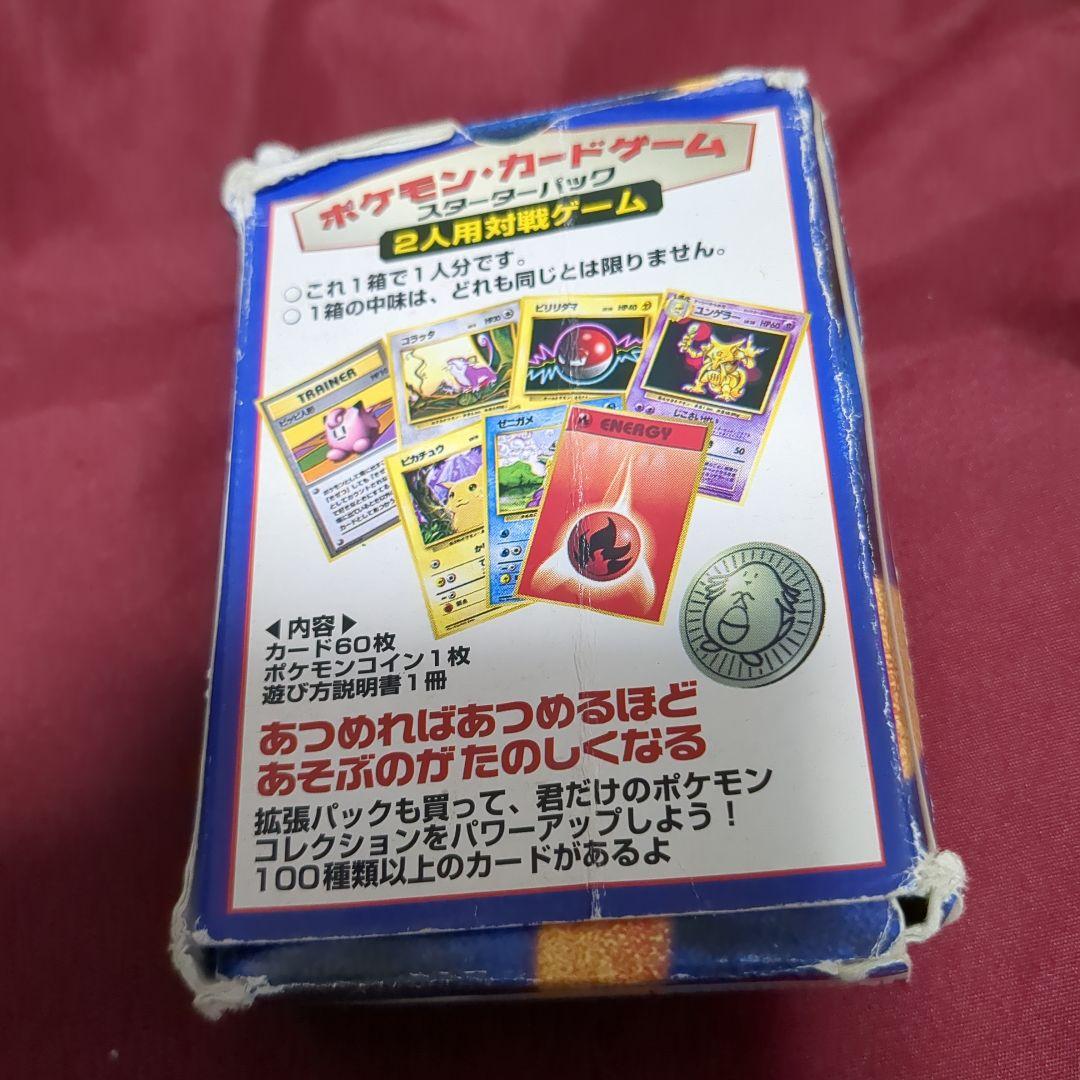 ポケモン・カードゲーム
スターターパック
2人用対戦ゲーム
○これ1箱で1人分です。
○1箱の中味は、どれも同じとは限りません。
TRAINER
ピッピ人形
コラッタ
HP30
ビリリダマ
HP40
ユンゲラー
HP60
50
ピカチュウ
ゼニガメ
ENERGY
◀内容▶
カード60枚
ポケモンコイン1枚
遊び方説明書1冊
あつめればあつめるほど
あそぶのがたのしくなる
拡張パックも買って、君だけのポケモン
コレクションをパワーアップしよう！
100種類以上のカードがあるよ